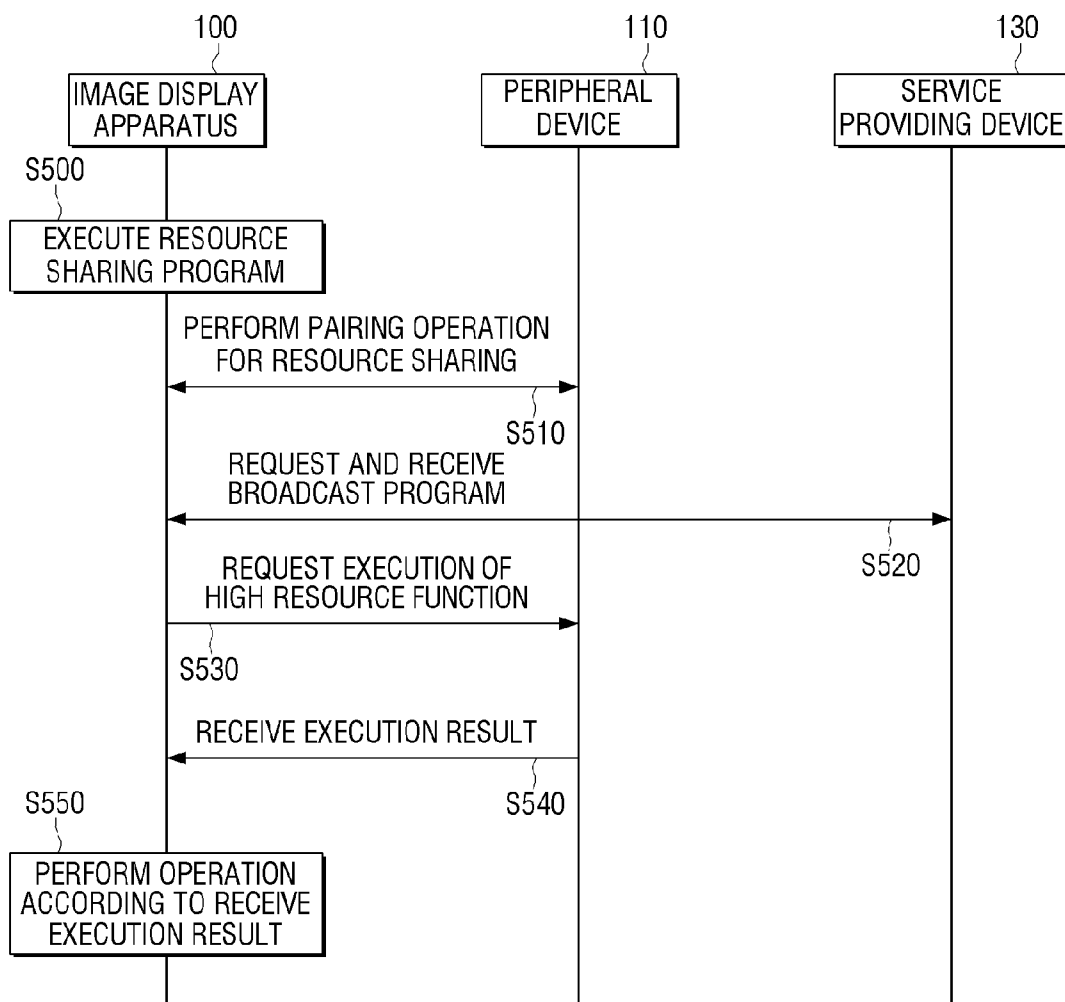 100
110
130
IMAGE DISPLAY
APPARATUS
PERIPHERAL
DEVICE
SERVICE
PROVIDING DEVICE
S500
EXECUTE RESOURCE
SHARING PROGRAM
PERFORM PAIRING OPERATION
FOR RESOURCE SHARING
S510
REQUEST AND RECEIVE
BROADCAST PROGRAM
S520
REQUEST EXECUTION OF
HIGH RESOURCE FUNCTION
S530
RECEIVE EXECUTION RESULT
S540
S550
PERFORM OPERATION
ACCORDING TO RECEIVE
EXECUTION RESULT